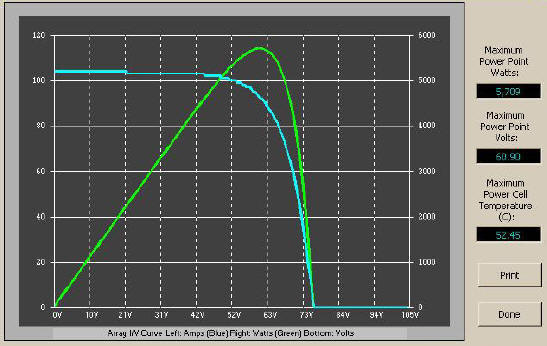 120
100
80
60
40
20
0
6000
5000
4000
3000
2000
1000
0
0V 10V 21V 31V 42V 52V 63V 73V 84V 94V 105V
Array I/V Curve Left: Amps (Blue) Right: Watts (Green) Bottom: Volts
Maximum
Power Point
Watts:
5,709
Maximum
Power Point
Volts:
60.90
Maximum
Power Cell
Temperature
(C):
52.45
Print
Done